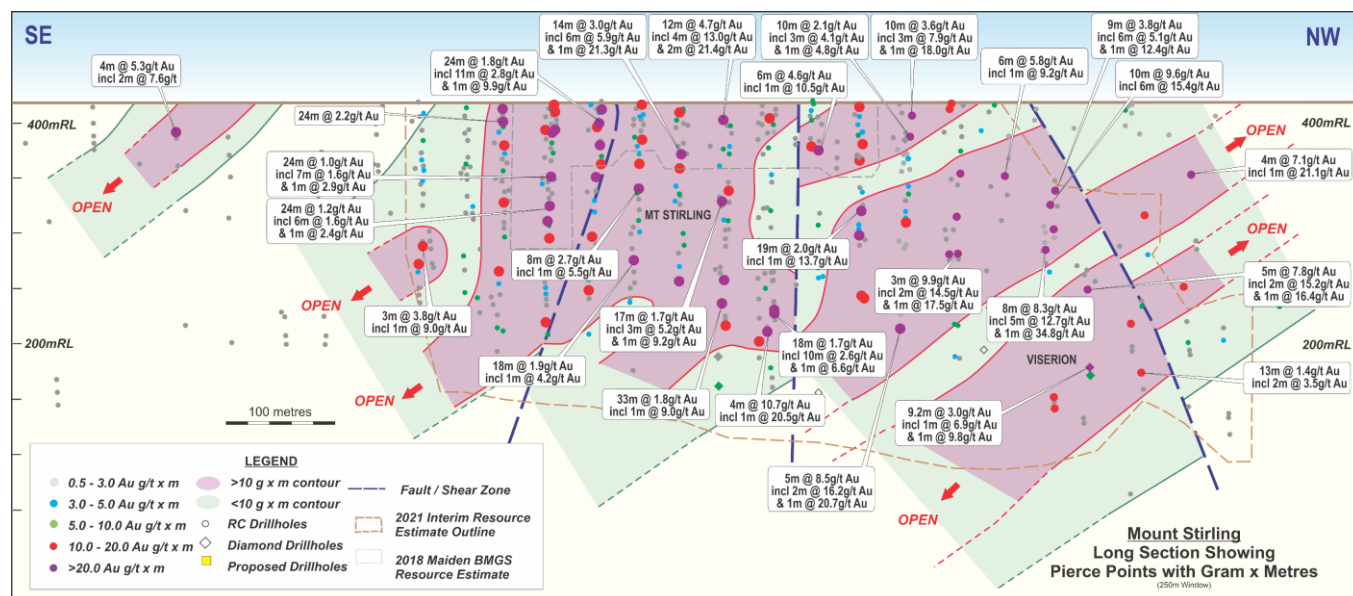 SE
NW
14m @ 3.0g/t Au
incl 6m @ 5.9g/t Au
& 1m @ 21.3g/t Au
12m @ 4.7g/t Au
incl 4m @ 13.0g/t Au
& 2m @ 21.4g/t Au
10m @ 2.1g/t Au
incl 3m @ 4.1g/t Au
& 1m @ 4.8g/t Au
10m @ 3.6g/t Au
incl 3m @ 7.9g/t Au
& 1m @ 18.0g/t Au
9m @ 3.8g/t Au
incl 6m @ 5.1g/t Au
& 1m @ 12.4g/t Au
4m @ 5.3g/t Au
incl 2m @ 7.6g/t
24m @ 1.8g/t Au
incl 11m @ 2.8g/t Au
& 1m @ 9.9g/t Au
6m @ 4.6g/t Au
incl 1m @ 10.5g/t Au
6m @ 5.8g/t Au
incl 1m @ 9.2g/t Au
10m @ 9.6g/t Au
incl 6m @ 15.4g/t Au
400mRL
24m @ 2.2g/t Au
400mRL
OPEN
24m @ 1.0g/t Au
incl 7m @ 1.6g/t Au
& 1m @ 2.9g/t Au
4m @ 7.1g/t Au
incl 1m @ 21.1g/t Au
OPEN
24m @ 1.2g/t Au
incl 6m @ 1.6g/t Au
& 1m @ 2.4g/t Au
MT STIRLING
OPEN
8m @ 2.7g/t Au
incl 1m @ 5.5g/t Au
19m @ 2.0g/t Au
incl 1m @ 13.7g/t Au
3m @ 9.9g/t Au
incl 2m @ 14.5g/t Au
& 1m @ 17.5g/t Au
5m @ 7.8g/t Au
incl 2m @ 15.2g/t Au
& 1m @ 16.4g/t Au
OPEN
3m @ 3.8g/t Au
incl 1m @ 9.0g/t Au
17m @ 1.7g/t Au
incl 3m @ 5.2g/t Au
& 1m @ 9.2g/t Au
8m @ 8.3g/t Au
incl 5m @ 12.7g/t Au
& 1m @ 34.8g/t Au
200mRL
18m @ 1.7g/t Au
incl 10m @ 2.6g/t Au
& 1m @ 6.6g/t Au
200mRL
18m @ 1.9g/t Au
incl 1m @ 4.2g/t Au
VISERION
13m @ 1.4g/t Au
incl 2m @ 3.5g/t Au
OPEN
33m @ 1.8g/t Au
incl 1m @ 9.0g/t Au
4m @ 10.7g/t Au
incl 1m @ 20.5g/t Au
9.2m @ 3.0g/t Au
incl 1m @ 6.9g/t Au
& 1m @ 9.8g/t Au
100 metres
5m @ 8.5g/t Au
incl 2m @ 16.2g/t Au
& 1m @ 20.7g/t Au
OPEN
LEGEND
0.5 - 3.0 Au g/t x m
3.0 - 5.0 Au g/t x m
5.0 - 10.0 Au g/t x m
10.0 - 20.0 Au g/t x m
>20.0 Au g/t x m
>10 g x m contour
<10 g x m contour
RC Drillholes
Diamond Drillholes
Proposed Drillholes
Fault / Shear Zone
2021 Interim Resource
Estimate Outline
2018 Maiden BMGS
Resource Estimate
Mount Stirling
Long Section Showing
Pierce Points with Gram x Metres
(250m Window)